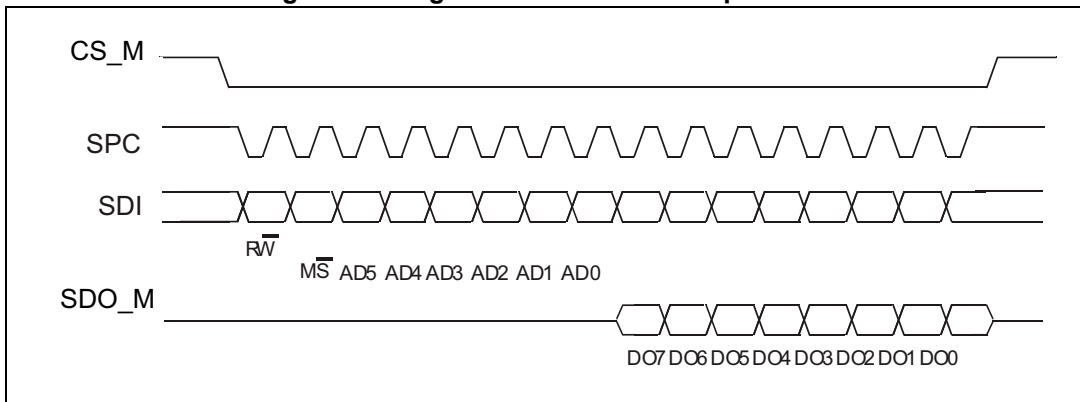 CS_M
SPC
SDI
RW̅
MS̅ AD5 AD4 AD3 AD2 AD1 AD0
SDO_M
DO7 DO6 DO5 DO4 DO3 DO2 DO1 DO0